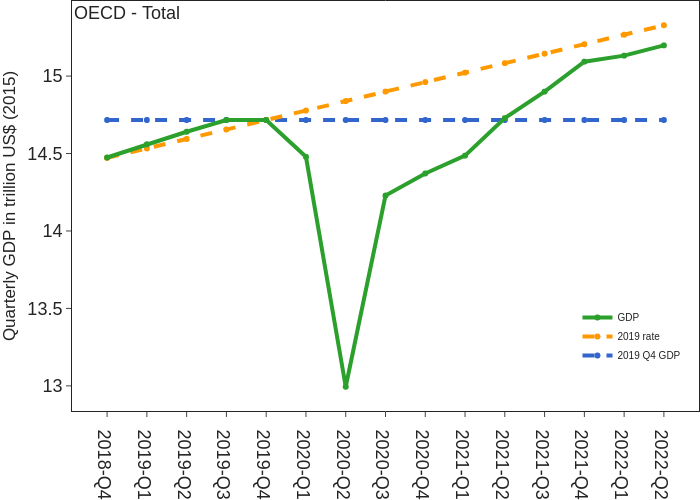 OECD - Total
Quarterly GDP in trillion US$ (2015)
15
14.5
14
13.5
13
GDP
2019 rate
2019 Q4 GDP
2018-Q4
2019-Q1
2019-Q2
2019-Q3
2019-Q4
2020-Q1
2020-Q2
2020-Q3
2020-Q4
2021-Q1
2021-Q2
2021-Q3
2021-Q4
2022-Q1
2022-Q2